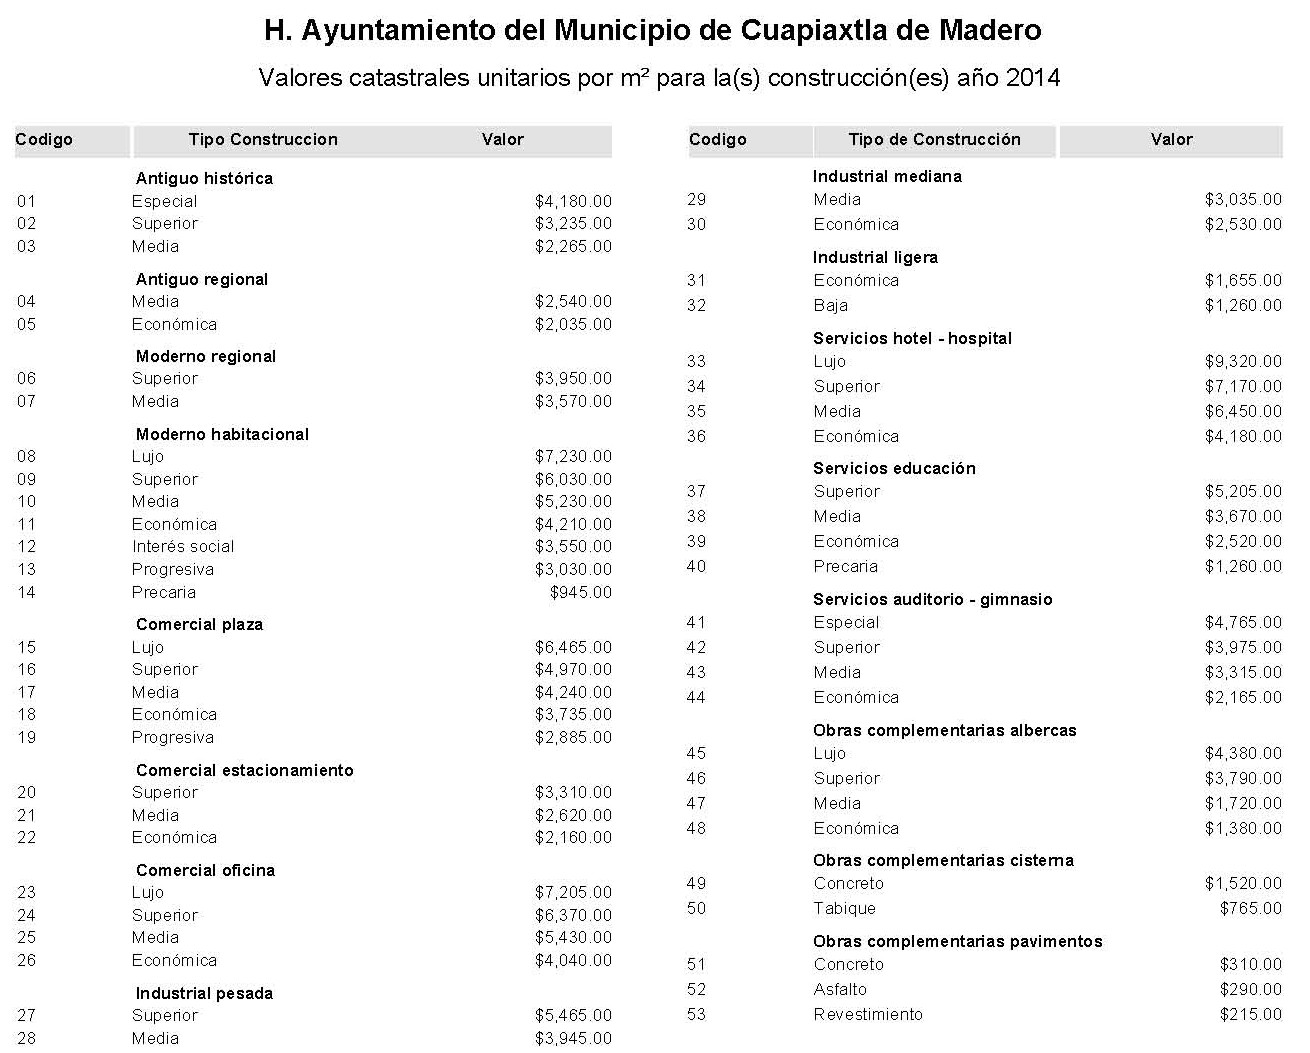 H. Ayuntamiento del Municipio de Cuapiaxtla de Madero
Valores catastrales unitarios por m² para la(s) construcción(es) año 2014
Codigo Tipo Construccion Valor
Antiguo histórica
01 Especial $4,180.00
02 Superior $3,235.00
03 Media $2,265.00
Antiguo regional
04 Media $2,540.00
05 Económica $2,035.00
Moderno regional
06 Superior $3,950.00
07 Media $3,570.00
Moderno habitacional
08 Lujo $7,230.00
09 Superior $6,030.00
10 Media $5,230.00
11 Económica $4,210.00
12 Interés social $3,550.00
13 Progresiva $3,030.00
14 Precaria $945.00
Comercial plaza
15 Lujo $6,465.00
16 Superior $4,970.00
17 Media $4,240.00
18 Económica $3,735.00
19 Progresiva $2,885.00
Comercial estacionamiento
20 Superior $3,310.00
21 Media $2,620.00
22 Económica $2,160.00
Comercial oficina
23 Lujo $7,205.00
24 Superior $6,370.00
25 Media $5,430.00
26 Económica $4,040.00
Industrial pesada
27 Superior $5,465.00
28 Media $3,945.00
Codigo Tipo de Construcción Valor
Industrial mediana
29 Media $3,035.00
30 Económica $2,530.00
Industrial ligera
31 Económica $1,655.00
32 Baja $1,260.00
Servicios hotel - hospital
33 Lujo $9,320.00
34 Superior $7,170.00
35 Media $6,450.00
36 Económica $4,180.00
Servicios educación
37 Superior $5,205.00
38 Media $3,670.00
39 Económica $2,520.00
40 Precaria $1,260.00
Servicios auditorio - gimnasio
41 Especial $4,765.00
42 Superior $3,975.00
43 Media $3,315.00
44 Económica $2,165.00
Obras complementarias albercas
45 Lujo $4,380.00
46 Superior $3,790.00
47 Media $1,720.00
48 Económica $1,380.00
Obras complementarias cisterna
49 Concreto $1,520.00
50 Tabique $765.00
Obras complementarias pavimentos
51 Concreto $310.00
52 Asfalto $290.00
53 Revestimiento $215.00